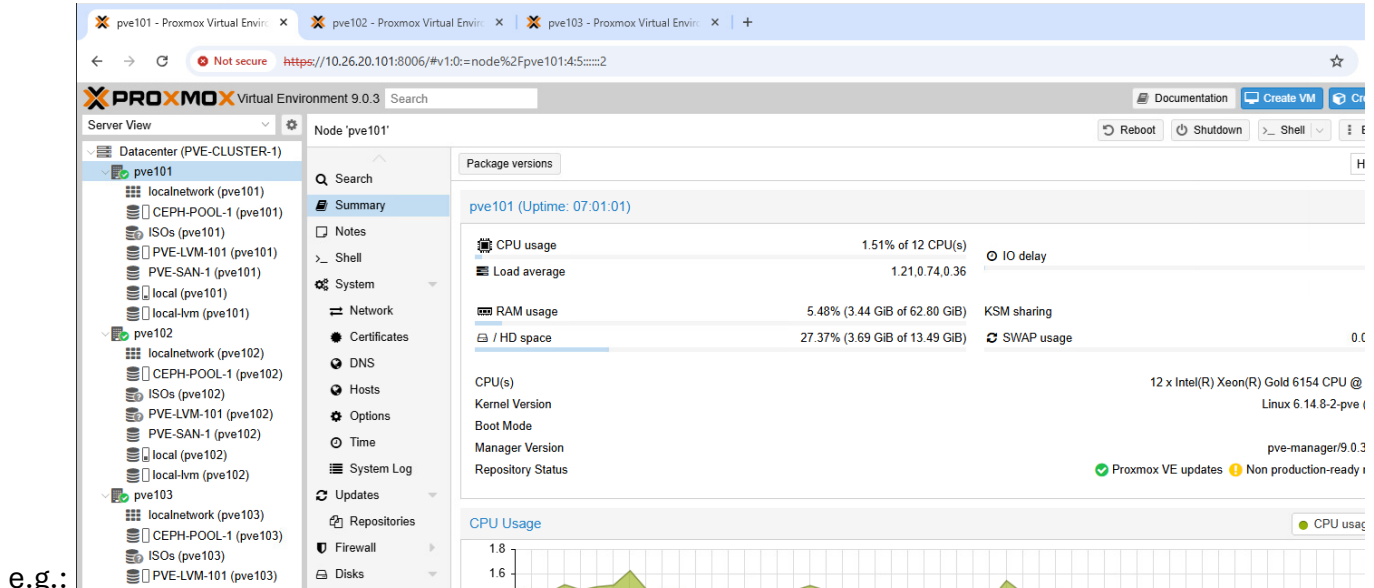 pve101 - Proxmox Virtual Enviro
pve102 - Proxmox Virtual Enviro
pve103 - Proxmox Virtual Enviro
Not secure https://10.26.20.101:8006/#v1:0:=node%2Fpve101:4:5::::::2
PROXMOX Virtual Environment 9.0.3 Search
Documentation
Create VM
Server View
Node 'pve101'
Reboot
Shutdown
Shell
Datacenter (PVE-CLUSTER-1)
pve101
localnetwork (pve101)
CEPH-POOL-1 (pve101)
ISOs (pve101)
PVE-LVM-101 (pve101)
PVE-SAN-1 (pve101)
local (pve101)
local-lvm (pve101)
pve102
localnetwork (pve102)
CEPH-POOL-1 (pve102)
ISOs (pve102)
PVE-LVM-101 (pve102)
PVE-SAN-1 (pve102)
local (pve102)
local-lvm (pve102)
pve103
localnetwork (pve103)
CEPH-POOL-1 (pve103)
ISOs (pve103)
PVE-LVM-101 (pve103)
Search
Summary
Notes
Shell
System
Network
Certificates
DNS
Hosts
Options
Time
System Log
Updates
Repositories
Firewall
Disks
Package versions
H
pve101 (Uptime: 07:01:01)
CPU usage 1.51% of 12 CPU(s)
IO delay
Load average 1.21,0.74,0.36
RAM usage 5.48% (3.44 GiB of 62.80 GiB)
KSM sharing
/ HD space 27.37% (3.69 GiB of 13.49 GiB)
SWAP usage 0.0
CPU(s) 12 x Intel(R) Xeon(R) Gold 6154 CPU @
Kernel Version Linux 6.14.8-2-pve (
Boot Mode
Manager Version pve-manager/9.0.3
Repository Status Proxmox VE updates Non production-ready
CPU Usage
CPU usag
1.8
1.6
e.g.: